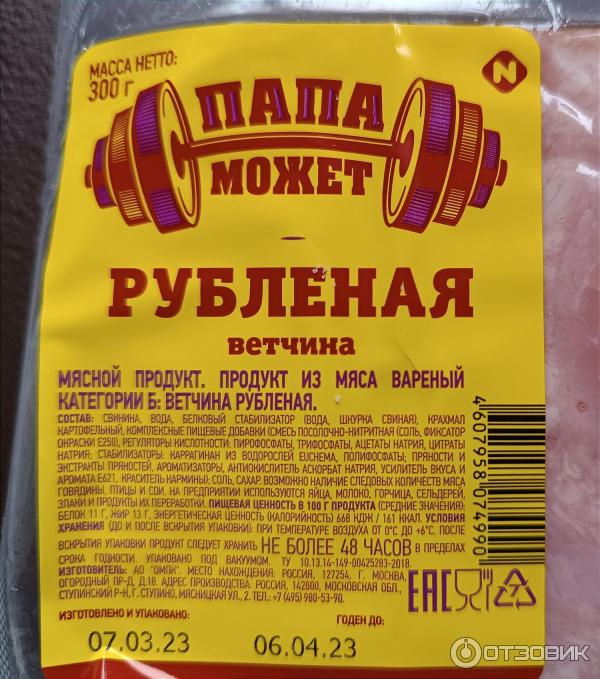 МАССА НЕТТО:
300 г
N
ПАПА
МОЖЕТ
РУБЛЕНАЯ
ветчина
МЯСНОЙ ПРОДУКТ. ПРОДУКТ ИЗ МЯСА ВАРЕНЫЙ
КАТЕГОРИИ Б: ВЕТЧИНА РУБЛЕНАЯ.
СОСТАВ: СВИНИНА, ВОДА, БЕЛКОВЫЙ СТАБИЛИЗАТОР (ВОДА, ШКУРКА СВИНАЯ), КРАХМАЛ
КАРТОФЕЛЬНЫЙ, КОМПЛЕКСНЫЕ ПИЩЕВЫЕ ДОБАВКИ (СМЕСЬ ПОСОЛОЧНО-НИТРИТНАЯ (СОЛЬ, ФИКСАТОР
ОКРАСКИ Е250), РЕГУЛЯТОРЫ КИСЛОТНОСТИ: ПИРОФОСФАТЫ, ТРИФОСФАТЫ, АЦЕТАТЫ НАТРИЯ, ЦИТРАТЫ
НАТРИЯ; СТАБИЛИЗАТОРЫ: КАРРАГИНАН ИЗ ВОДОРОСЛЕЙ EUCHEMA, ПОЛИФОСФАТЫ; ПРЯНОСТИ И
ЭКСТРАКТЫ ПРЯНОСТЕЙ, АРОМАТИЗАТОРЫ, АНТИОКИСЛИТЕЛЬ АСКОРБАТ НАТРИЯ, УСИЛИТЕЛЬ ВКУСА И
АРОМАТА Е621, КРАСИТЕЛЬ КАРМИНЫ); СОЛЬ, САХАР. ВОЗМОЖНО НАЛИЧИЕ СЛЕДОВЫХ КОЛИЧЕСТВ МЯСА
ГОВЯДИНЫ, ПТИЦЫ И СОИ. НА ПРЕДПРИЯТИИ ИСПОЛЬЗУЮТСЯ ЯЙЦА, МОЛОКО, ГОРЧИЦА, СЕЛЬДЕРЕЙ,
ЗЛАКИ И ПРОДУКТЫ ИХ ПЕРЕРАБОТКИ. ПИЩЕВАЯ ЦЕННОСТЬ В 100 Г ПРОДУКТА (СРЕДНИЕ ЗНАЧЕНИЯ):
БЕЛОК 11 Г, ЖИР 13 Г, ЭНЕРГЕТИЧЕСКАЯ ЦЕННОСТЬ (КАЛОРИЙНОСТЬ) 668 КДЖ / 161 ККАЛ. УСЛОВИЯ
ХРАНЕНИЯ (ДО И ПОСЛЕ ВСКРЫТИЯ УПАКОВКИ): ПРИ ТЕМПЕРАТУРЕ ВОЗДУХА ОТ 0°С ДО +6°С. ПОСЛЕ
ВСКРЫТИЯ УПАКОВКИ ПРОДУКТ СЛЕДУЕТ ХРАНИТЬ НЕ БОЛЕЕ 48 ЧАСОВ В ПРЕДЕЛАХ
СРОКА ГОДНОСТИ. УПАКОВАНО ПОД ВАКУУМОМ. ТУ 10.13.14-149-00425283-2018.
ИЗГОТОВИТЕЛЬ: АО "ОМПК". МЕСТО НАХОЖДЕНИЯ: РОССИЯ, 127254, Г. МОСКВА,
ОГОРОДНЫЙ ПР-Д, Д.18. АДРЕС ПРОИЗВОДСТВА: РОССИЯ, 142800, МОСКОВСКАЯ ОБЛ.,
СТУПИНСКИЙ Р-Н, Г. СТУПИНО, МЯСНИЦКАЯ УЛ., 2. ТЕЛ.: +7 (495) 980-53-90.
ИЗГОТОВЛЕНО И УПАКОВАНО:
ГОДЕН ДО:
07.03.23
06.04.23
4607958074990
EAC
7
ОТЗОВИК